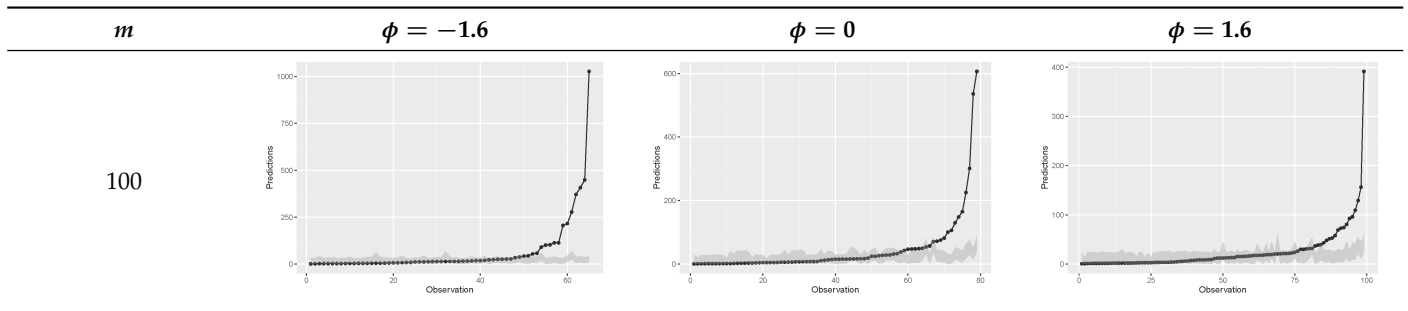 m ϕ = −1.6 ϕ = 0 ϕ = 1.6
100
1000
750
500
250
0
Predictions
0 20 40 60
Observation
600
400
200
0
Predictions
0 20 40 60 80
Observation
400
300
200
100
0
Predictions
0 25 50 75 100
Observation